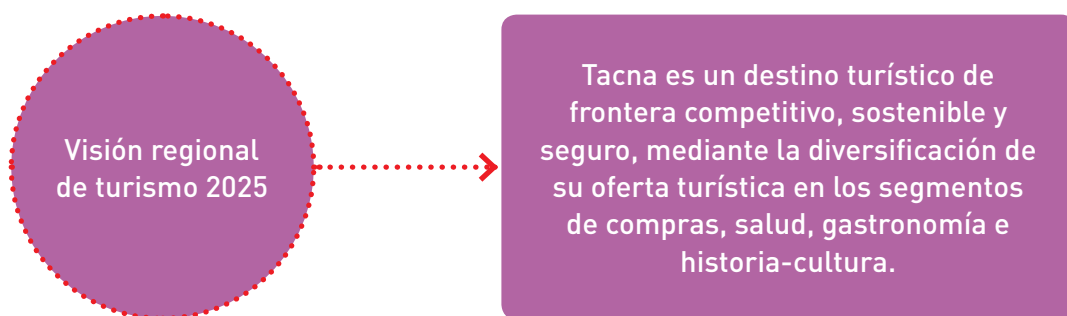 Visión regional
de turismo 2025
Tacna es un destino turístico de
frontera competitivo, sostenible y
seguro, mediante la diversificación de
su oferta turística en los segmentos
de compras, salud, gastronomía e
historia-cultura.